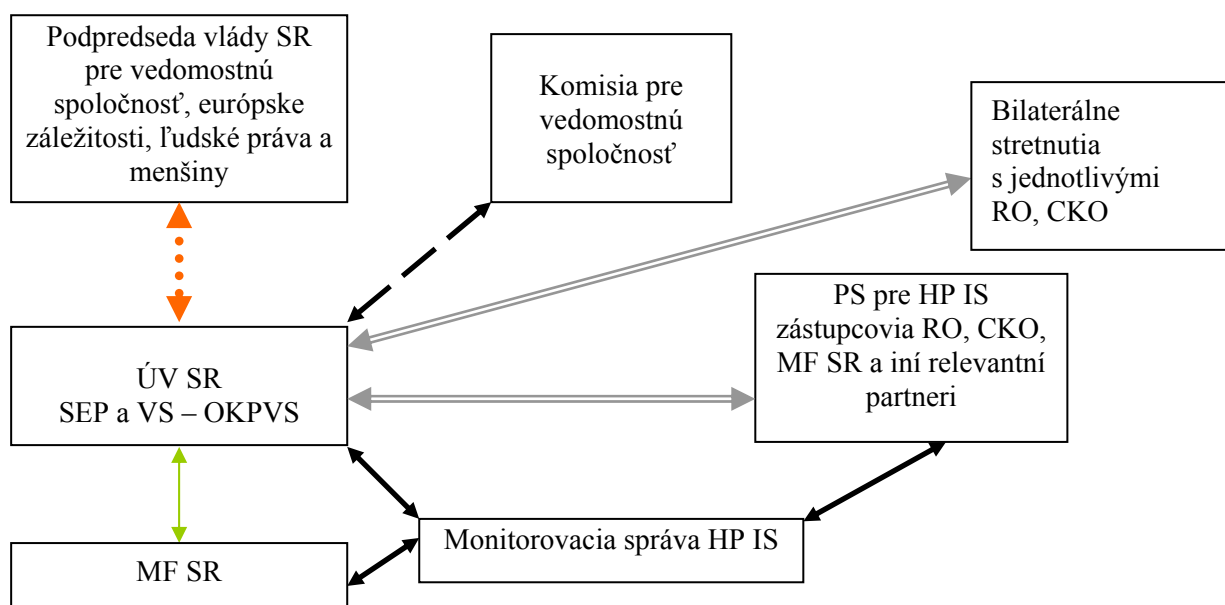 Podpredseda vlády SR
pre vedomostnú
spoločnosť, európske
záležitosti, ľudské práva a
menšiny
Komisia pre
vedomostnú
spoločnosť
Bilaterálne
stretnutia
s jednotlivými
RO, CKO
PS pre HP IS
zástupcovia RO, CKO,
MF SR a iní relevantní
partneri
ÚV SR
SEP a VS – OKPVS
Monitorovacia správa HP IS
MF SR